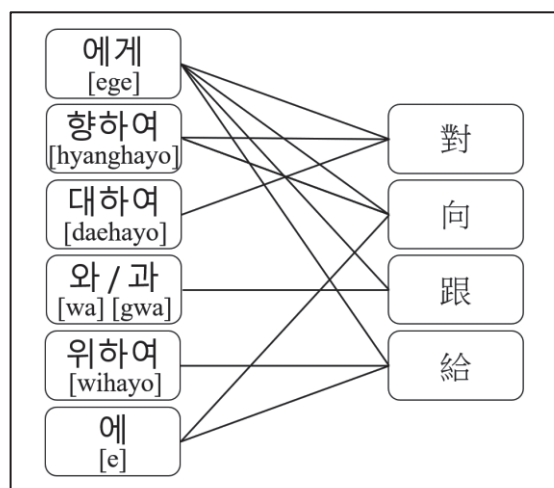 에게
[ege]
향하여
[hyanghayo]
대하여
[daehayo]
와 / 과
[wa] [gwa]
위하여
[wihayo]
에
[e]
對
向
跟
給